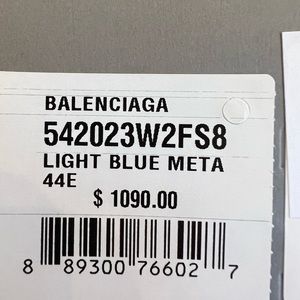 BALENCIAGA
542023W2FS8
LIGHT BLUE META
44E
$ 1090.00
8 89300 76602 7